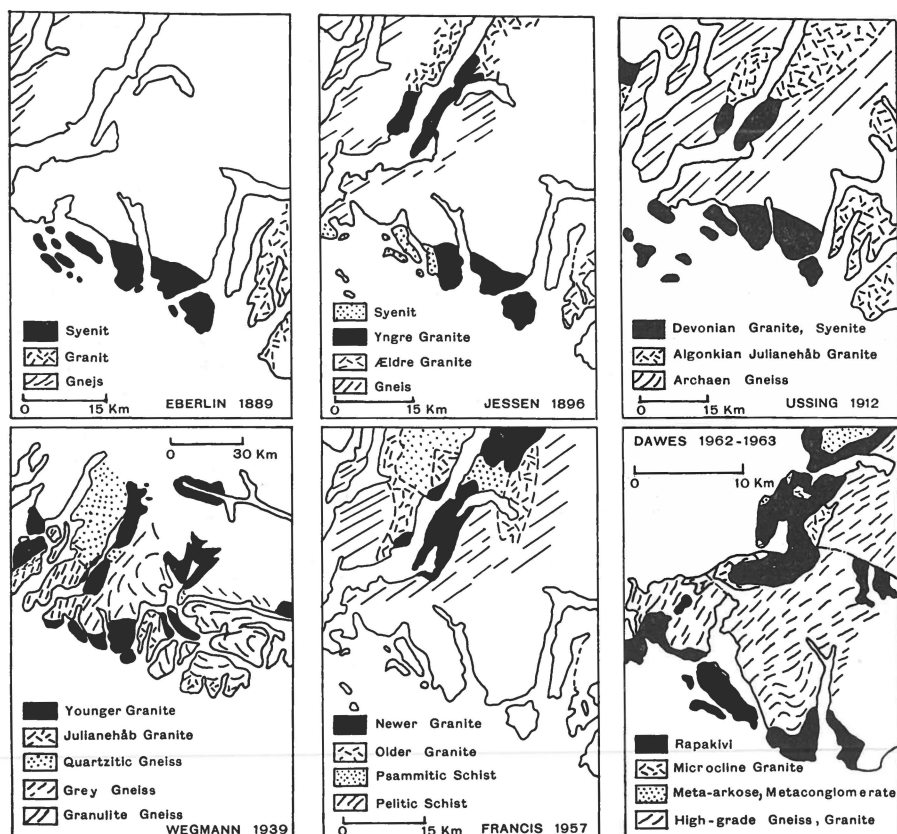 Syenit
Granit
Gnejs
0 15 Km
EBERLIN 1889
Syenit
Yngre Granite
Ældre Granite
Gneis
0 15 Km
JESSEN 1896
Devonian Granite, Syenite
Algonkian Julianehåb Granite
Archaen Gneiss
0 15 Km
USSING 1912
0 30 Km
Younger Granite
Julianehåb Granite
Quartzitic Gneiss
Grey Gneiss
Granulite Gneiss
WEGMANN 1939
Newer Granite
Older Granite
Psammitic Schist
Pelitic Schist
0 15 Km
FRANCIS 1957
DAWES 1962-1963
0 10 Km
Rapakivi
Microcline Granite
Meta-arkose, Metaconglomerate
High-grade Gneiss, Granite